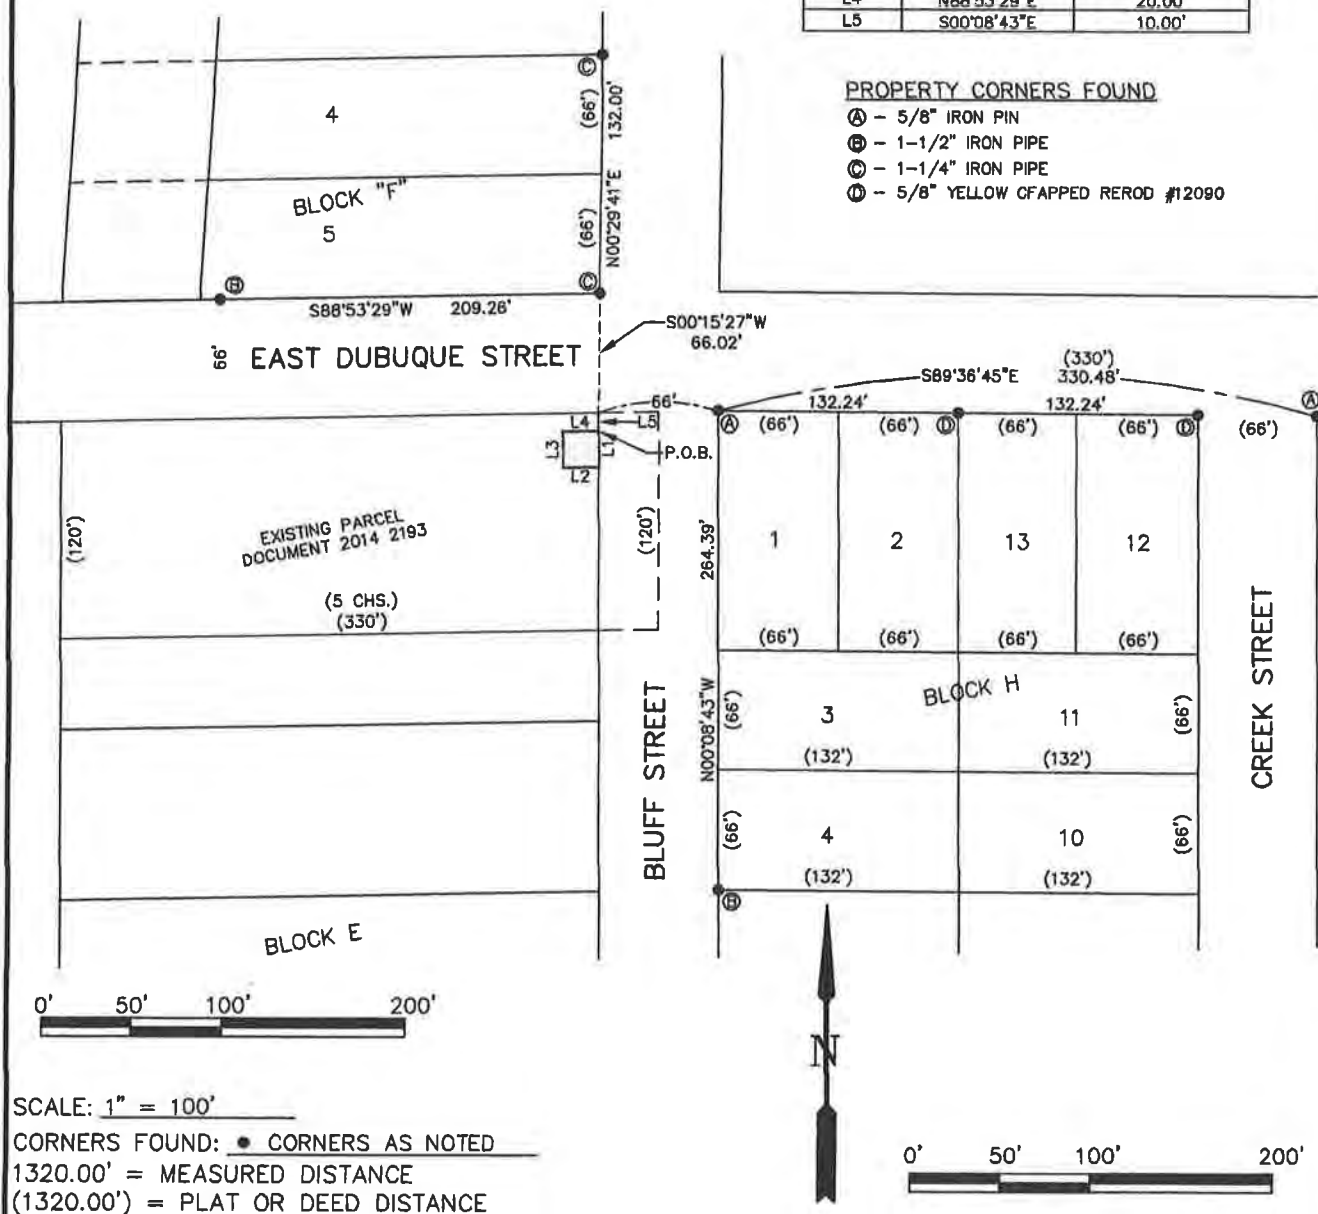 L4 N88°53'29"E 20.00'
L5 S00°08'43"E 10.00'
PROPERTY CORNERS FOUND
Ⓐ – 5/8" IRON PIN
Ⓑ – 1–1/2" IRON PIPE
Ⓒ – 1–1/4" IRON PIPE
Ⓓ – 5/8" YELLOW CFAPPED REROD #12090
Ⓒ
4
(66')
132.00'
BLOCK "F"
5
(66')
N00°29'41"E
Ⓑ
Ⓒ
S88°53'29"W 209.26'
S00°15'27"W
66.02'
66'
EAST DUBUQUE STREET
(330')
S89°36'45"E 330.48'
66'
132.24'
132.24'
Ⓐ
L4
L5
Ⓐ
(66')
(66')
Ⓓ
(66')
(66')
Ⓓ
(66')
L3
L1
P.O.B.
L2
(120')
EXISTING PARCEL
DOCUMENT 2014 2193
(120')
264.39'
1
2
13
12
(5 CHS.)
(330')
(66')
(66')
(66')
(66')
CREEK STREET
BLUFF STREET
N00°08'43"W
BLOCK H
(66')
3
11
(66')
(132')
(132')
(66')
4
10
(66')
(132')
(132')
Ⓑ
BLOCK E
0' 50' 100' 200'
N
SCALE: 1" = 100'
CORNERS FOUND: ● CORNERS AS NOTED
1320.00' = MEASURED DISTANCE
(1320.00') = PLAT OR DEED DISTANCE
0' 50' 100' 200'